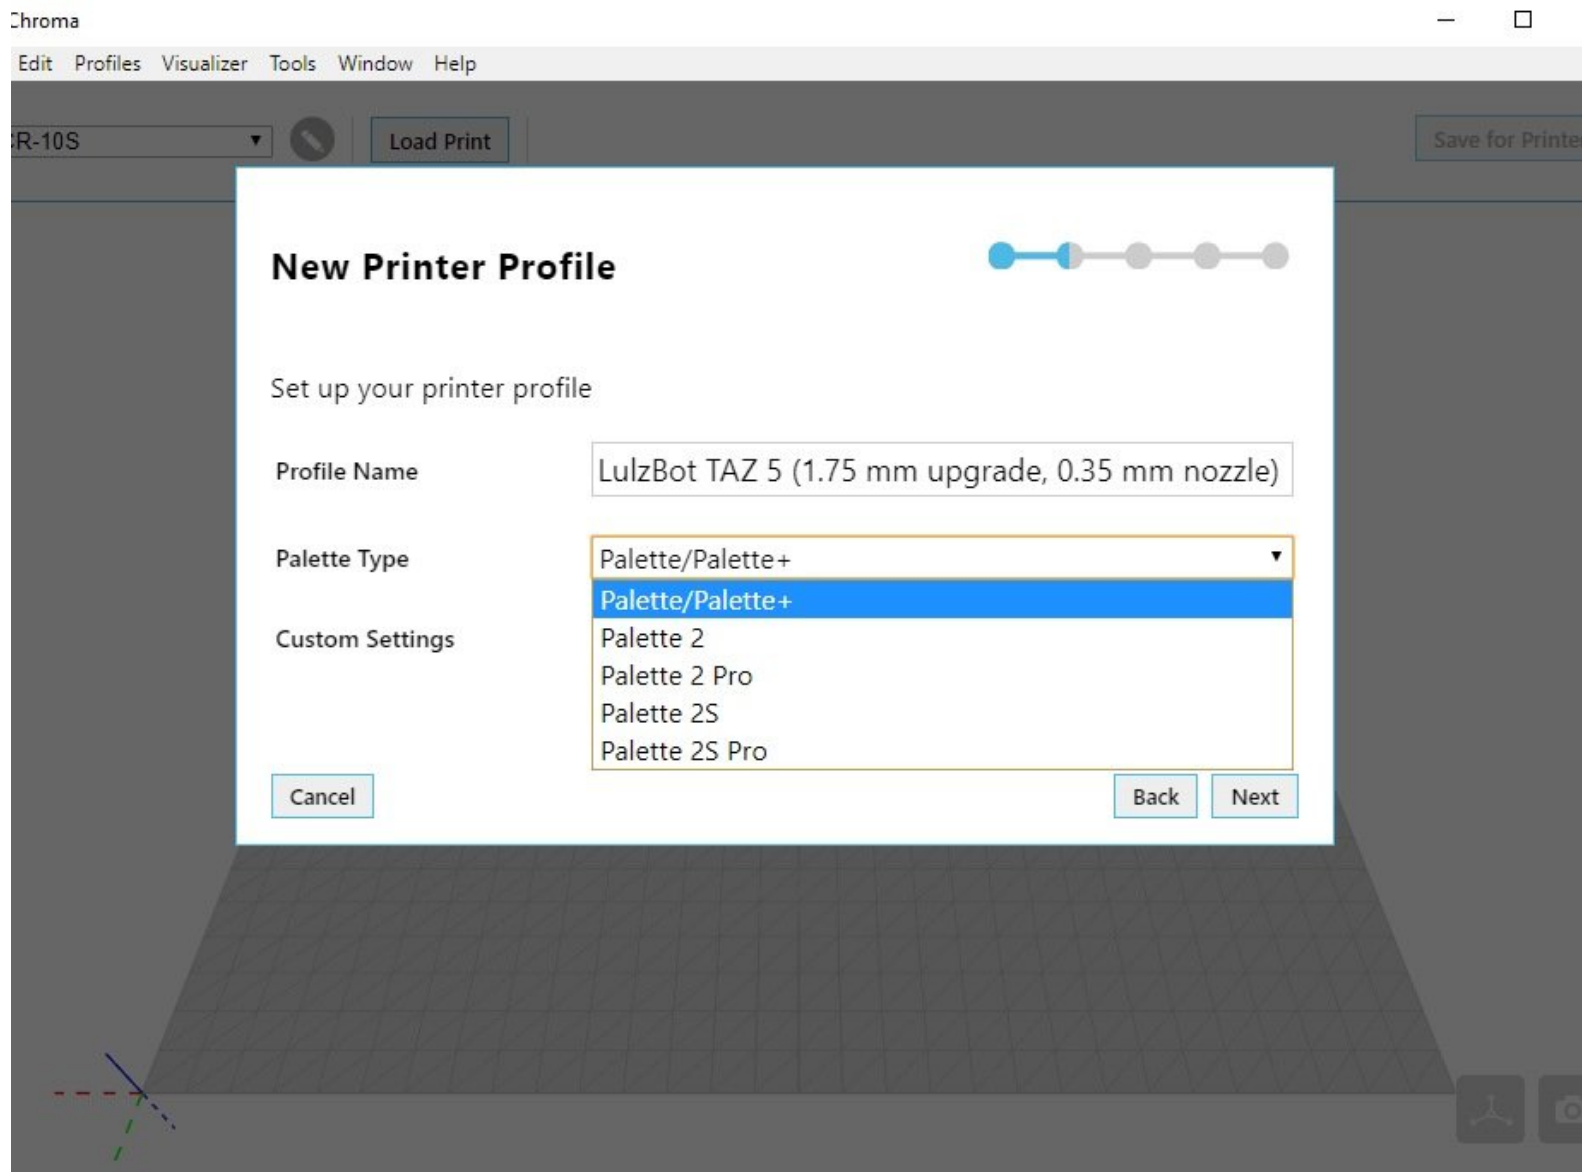 Chroma
Edit Profiles Visualizer Tools Window Help
CR-10S
Load Print
Save for Printer
New Printer Profile
Set up your printer profile
Profile Name
LulzBot TAZ 5 (1.75 mm upgrade, 0.35 mm nozzle)
Palette Type
Palette/Palette+
Palette/Palette+
Custom Settings
Palette 2
Palette 2 Pro
Palette 2S
Palette 2S Pro
Cancel
Back
Next